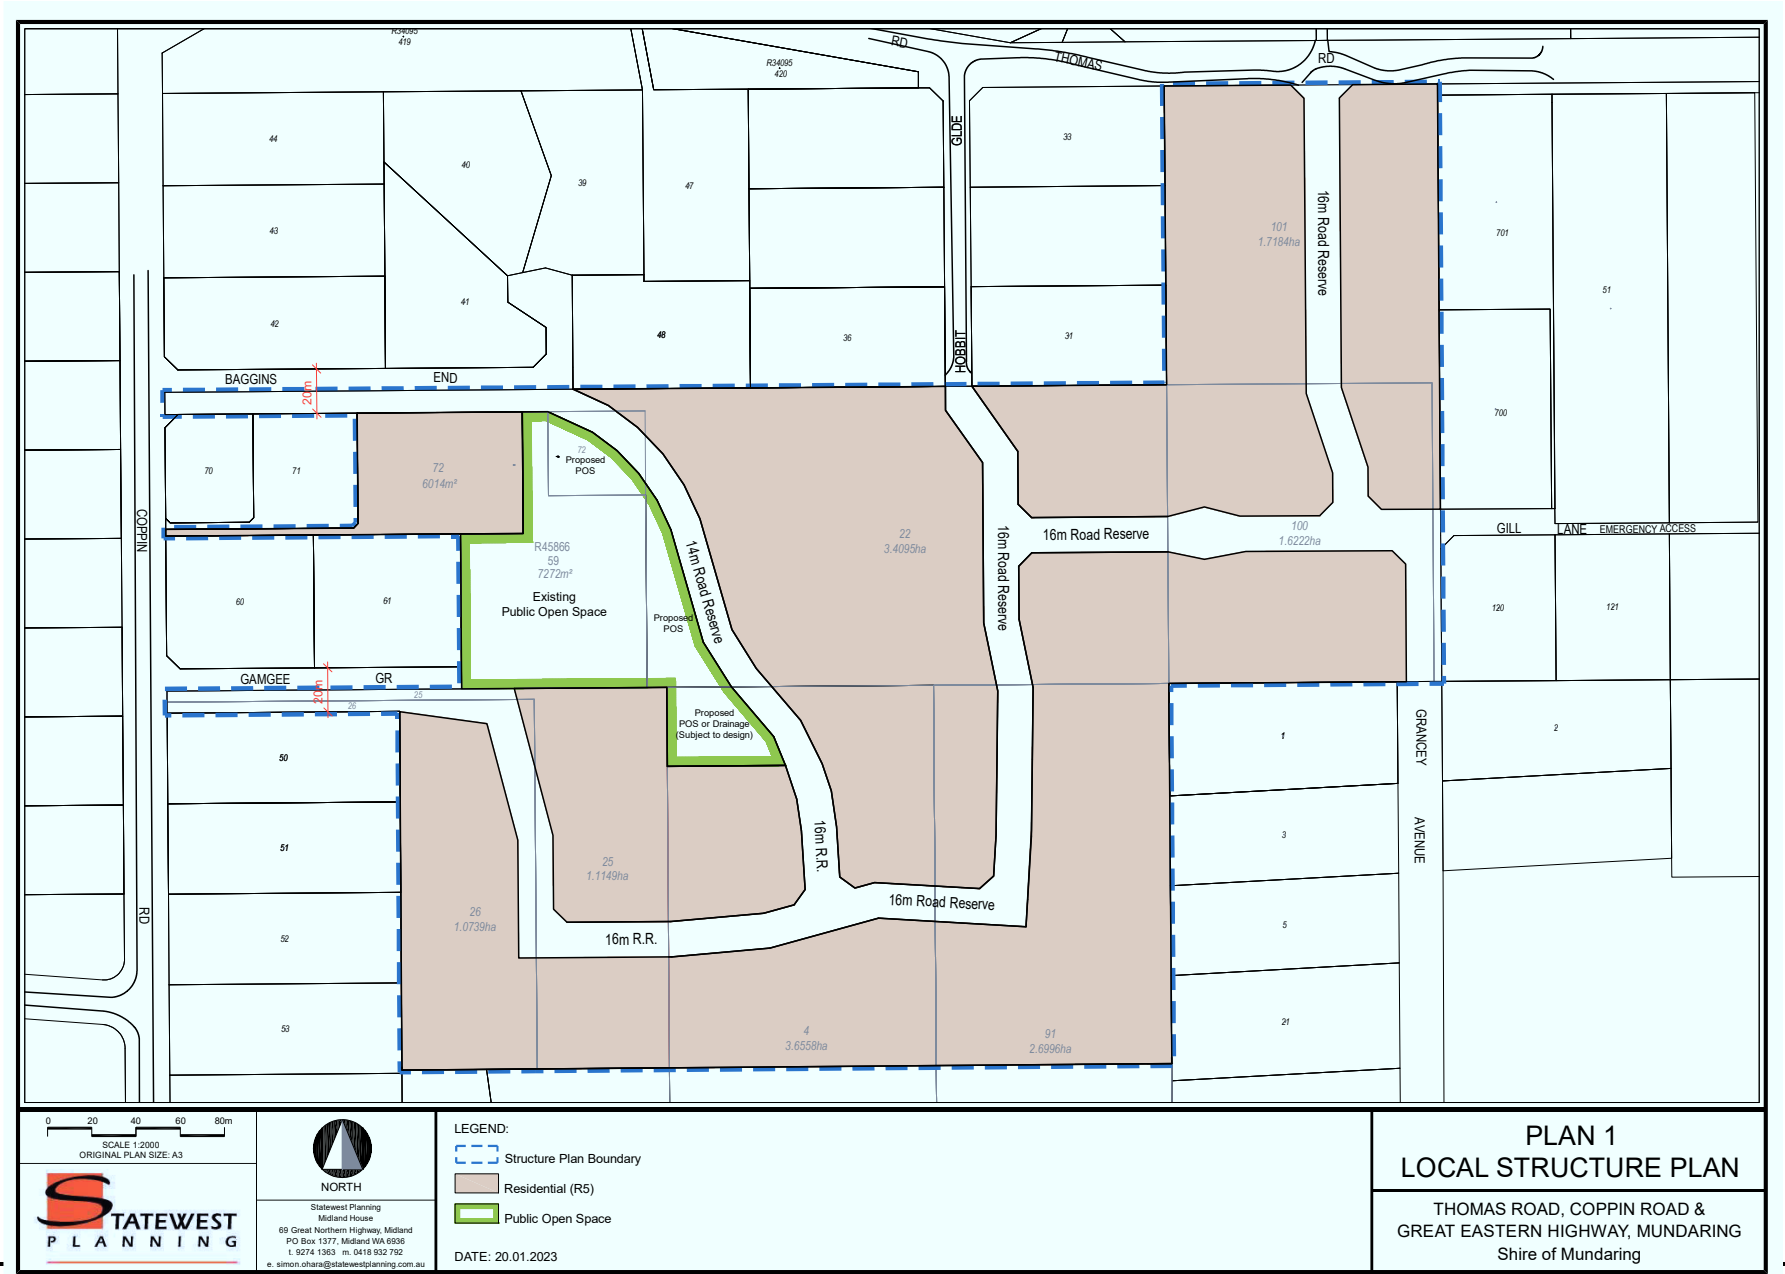 R34095
419
RD
THOMAS
R34095
420
RD
GLDE
HOBBIT
44
40
39
47
33
43
41
42
48
36
31
101
1.7184ha
16m Road Reserve
701
51
700
BAGGINS
END
20m
70
71
72
6014m²
72
Proposed
POS
COPPIN
RD
R45866
59
7272m²
Existing
Public Open Space
Proposed
POS
14m Road Reserve
22
3.4095ha
16m Road Reserve
16m Road Reserve
100
1.6222ha
GILL
LANE
EMERGENCY ACCESS
60
61
120
121
GAMGEE
GR
20m
25
26
Proposed
POS or Drainage
(Subject to design)
50
51
52
53
1
2
3
5
21
GRANCEY
AVENUE
25
1.1149ha
26
1.0739ha
16m R.R.
16m R.R.
16m Road Reserve
4
3.6558ha
91
2.6996ha
0 20 40 60 80m
SCALE 1:2000
ORIGINAL PLAN SIZE: A3
STATEWEST
PLANNING
NORTH
Statewest Planning
Midland House
69 Great Northern Highway, Midland
PO Box 1377, Midland WA 6936
t. 9274 1363 m. 0418 932 792
e. simon.ohara@statewestplanning.com.au
LEGEND:
Structure Plan Boundary
Residential (R5)
Public Open Space
DATE: 20.01.2023
PLAN 1
LOCAL STRUCTURE PLAN
THOMAS ROAD, COPPIN ROAD &
GREAT EASTERN HIGHWAY, MUNDARING
Shire of Mundaring